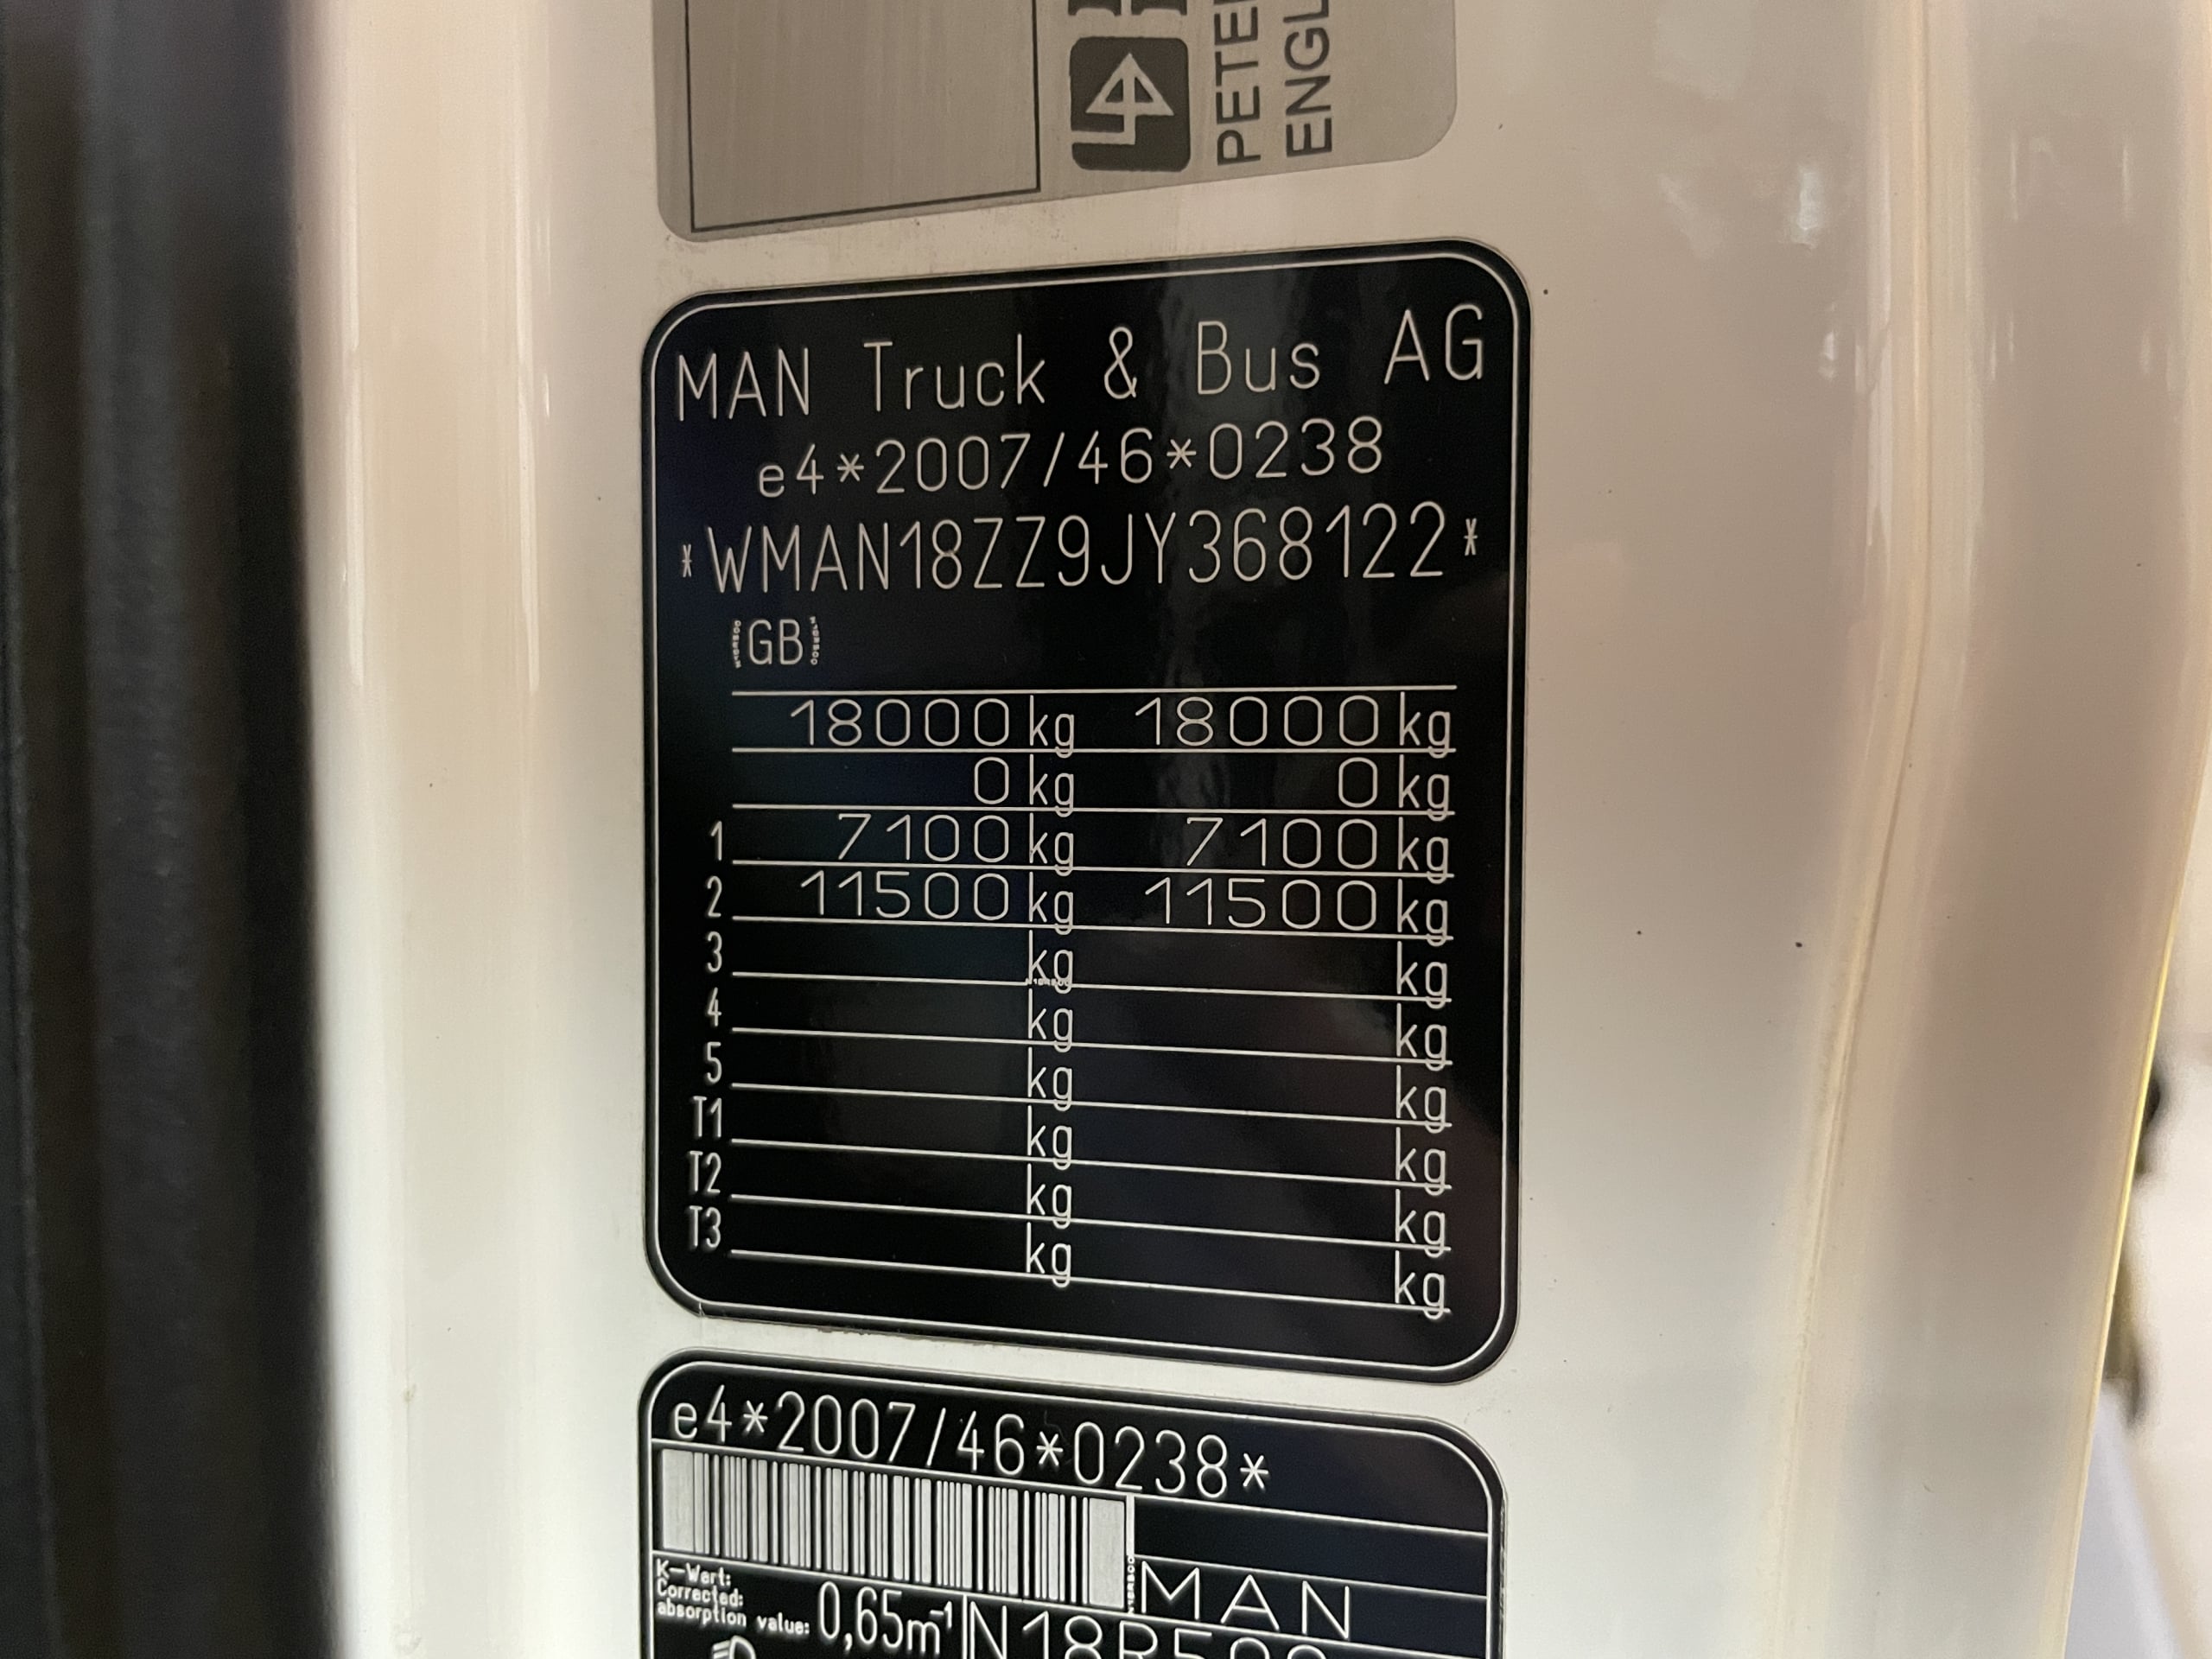 MAN Truck & Bus AG
e4*2007/46*0238
*WMAN18ZZ9JY368122*
GB
18000 kg 18000 kg
0 kg 0 kg
1 7100 kg 7100 kg
2 11500 kg 11500 kg
3 kg kg
4 kg kg
5 kg kg
T1 kg kg
T2 kg kg
T3 kg kg
e4*2007/46*0238*
MAN
K-Wert:
Corrected:
absorption value: 0,65m⁻¹